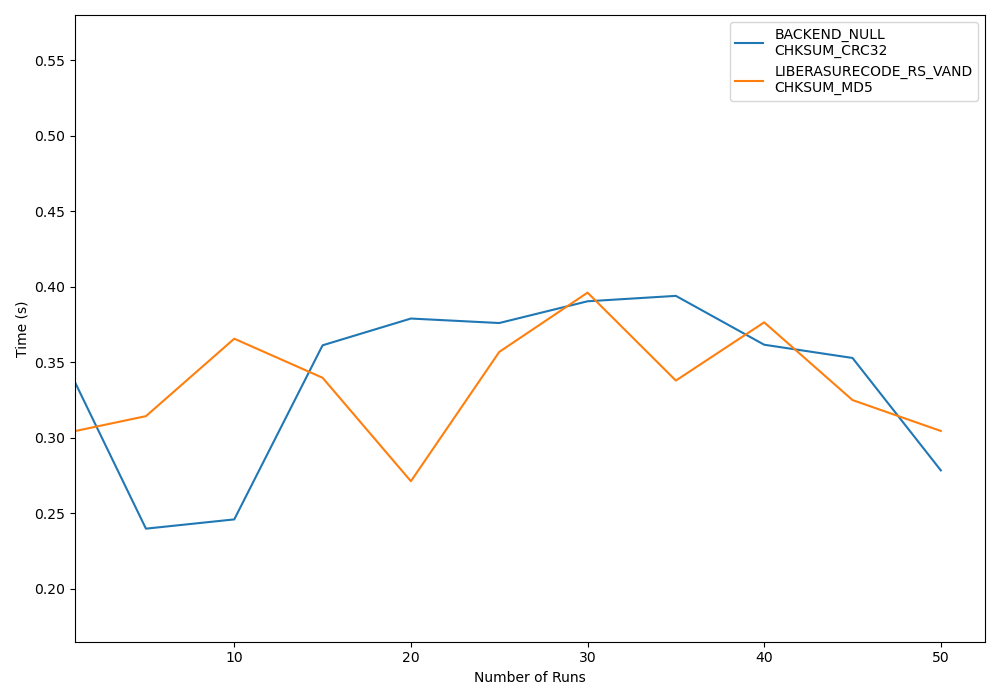 BACKEND_NULL
CHKSUM_CRC32
LIBERASURECODE_RS_VAND
CHKSUM_MD5
0.55
0.50
0.45
0.40
0.35
0.30
0.25
0.20
Time (s)
10 20 30 40 50
Number of Runs